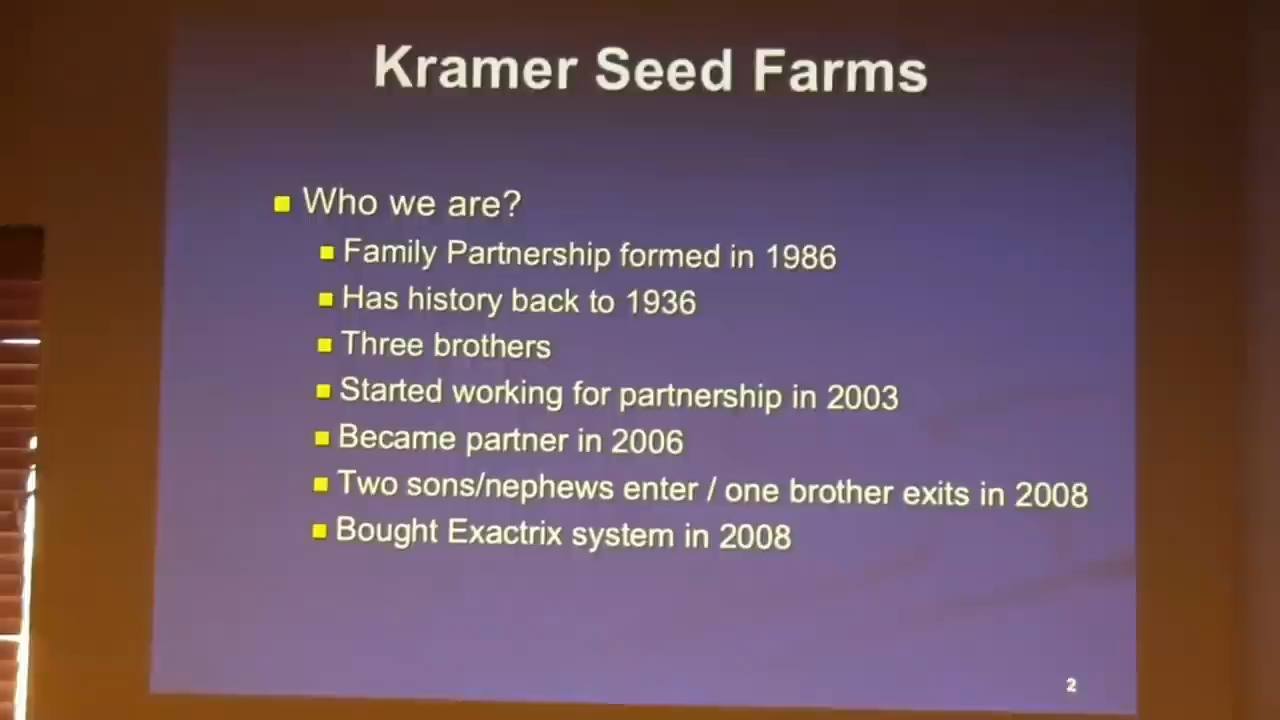 Kramer Seed Farms
Who we are?
Family Partnership formed in 1986
Has history back to 1936
Three brothers
Started working for partnership in 2003
Became partner in 2006
Two sons/nephews enter / one brother exits in 2008
Bought Exactrix system in 2008
2